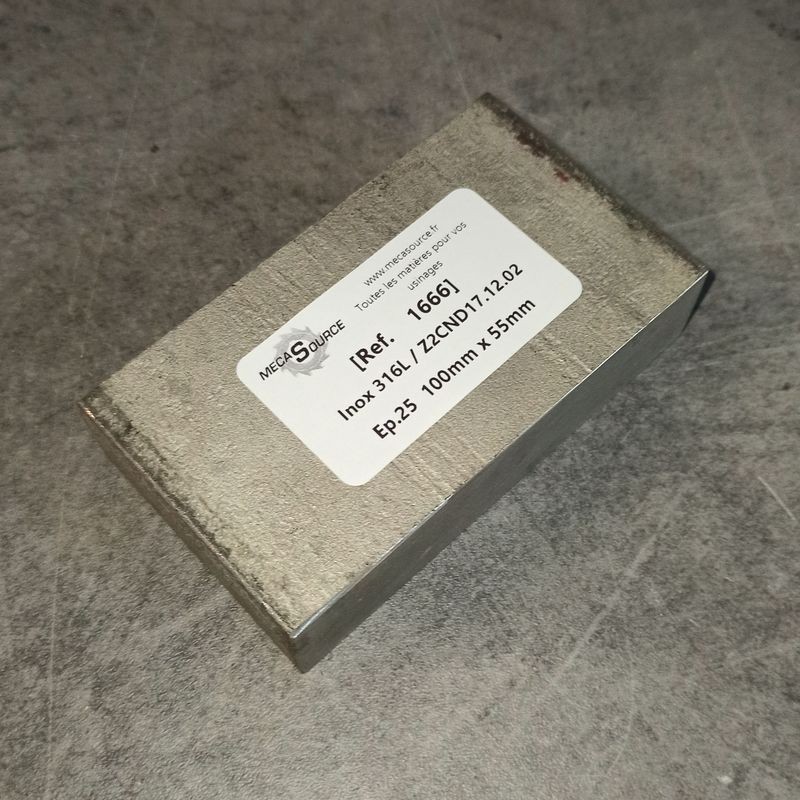 www.mecasource.fr
Toutes les matières pour vos
usinages
MECASOURCE
[Ref. 1666]
Inox 316L / Z2CND17.12.02
Ep.25 100mm x 55mm